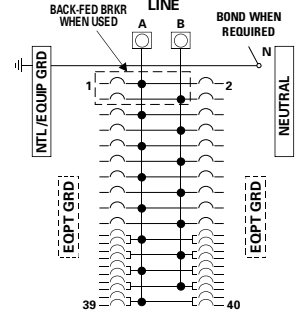 LINE
BACK-FED BRKR
WHEN USED
A
B
BOND WHEN
REQUIRED
N
NTL /EQUIP GRD
1
2
NEUTRAL
EQPT GRD
EQPT GRD
39
40